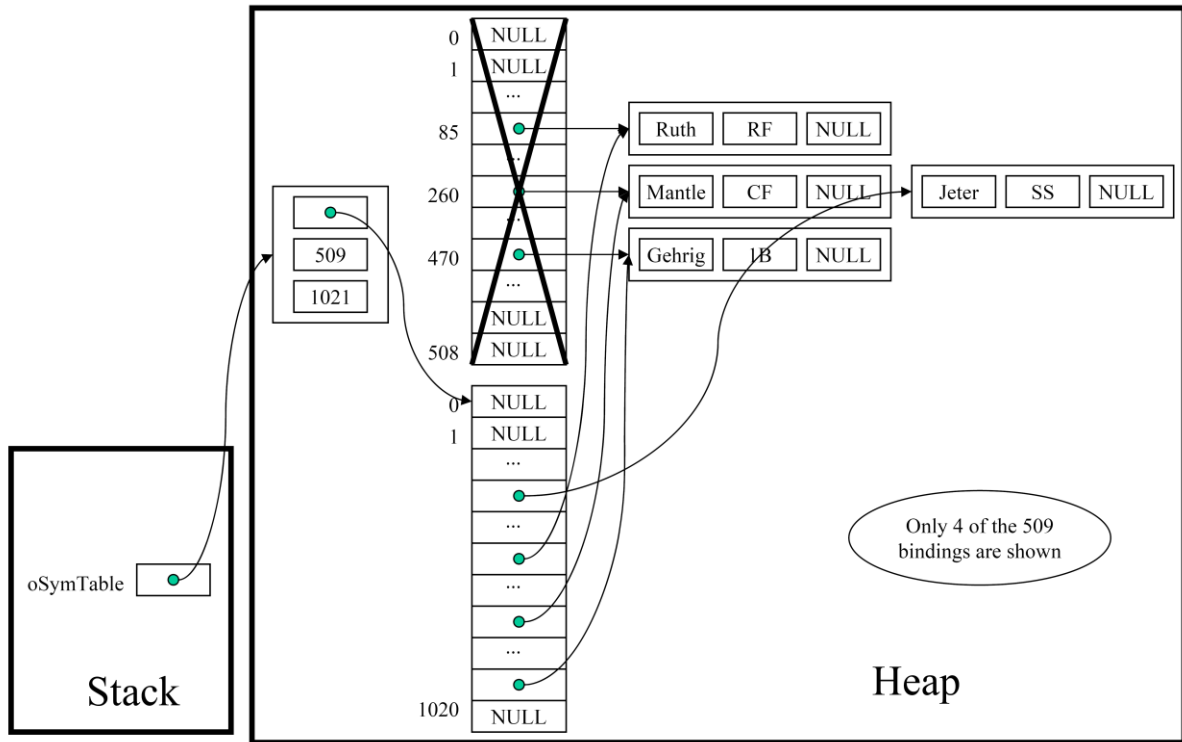 0
NULL
1
NULL
...
85
Ruth
RF
NULL
...
260
Mantle
CF
NULL
Jeter
SS
NULL
...
509
470
Gehrig
1B
NULL
...
1021
NULL
508
NULL
0
NULL
1
NULL
...
...
Only 4 of the 509
bindings are shown
oSymTable
...
...
Stack
Heap
1020
NULL